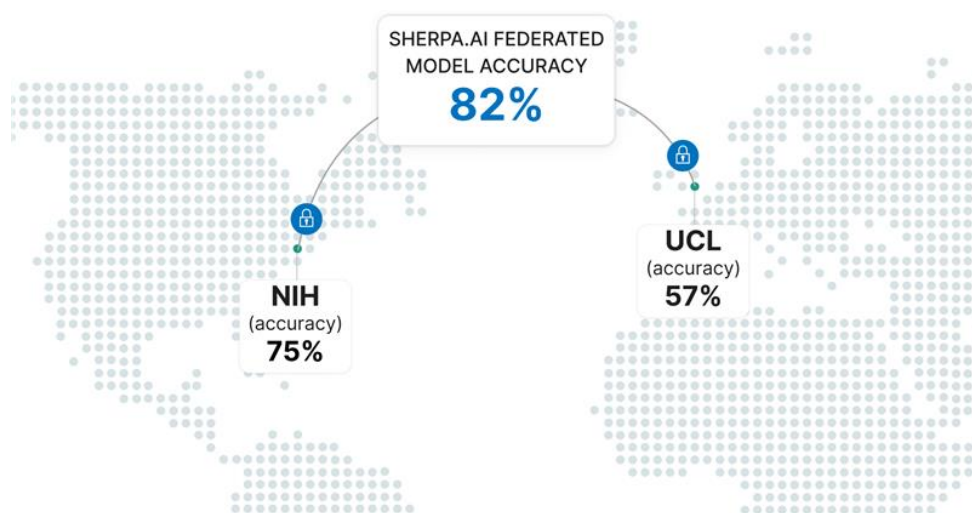 SHERPA.AI FEDERATED
MODEL ACCURACY
82%
UCL
(accuracy)
57%
NIH
(accuracy)
75%